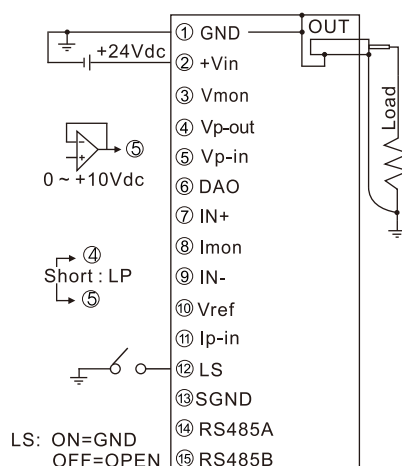 ① GND
OUT
+24Vdc
② +Vin
③ Vmon
④ Vp-out
⑤ Vp-in
⑥ DAO
⑦ IN+
⑧ Imon
⑨ IN-
⑩ Vref
⑪ Ip-in
⑫ LS
⑬ SGND
⑭ RS485A
⑮ RS485B
Load
- + ⑤
0 ~ +10Vdc
④
Short : LP
⑤
LS: ON=GND
OFF=OPEN